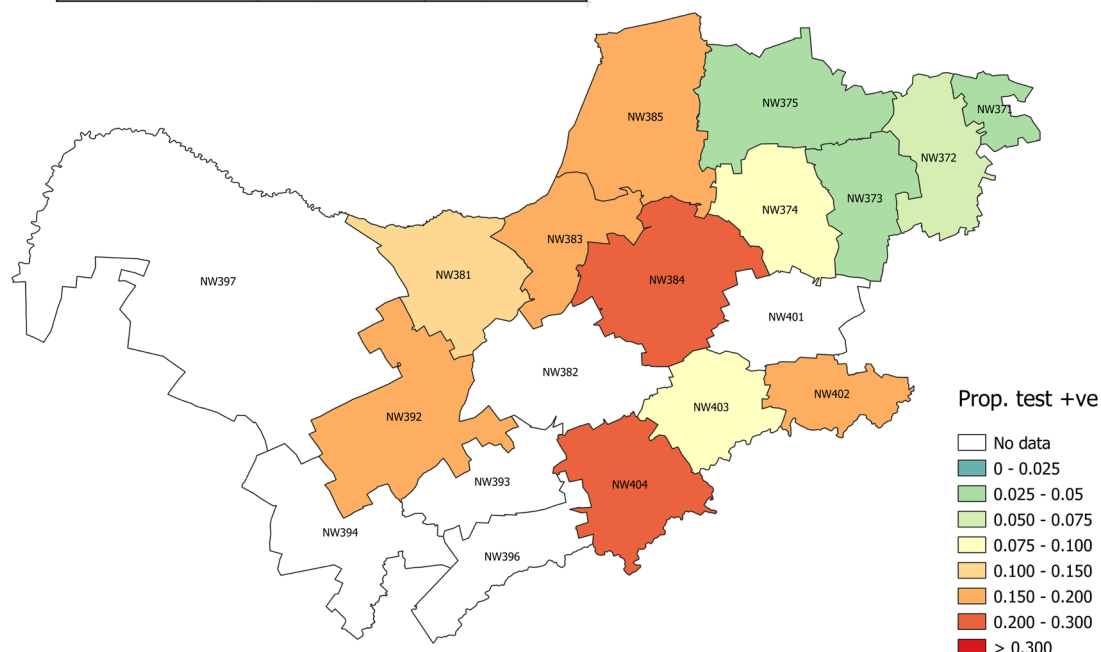 NW385
NW375
NW371
NW372
NW374
NW373
NW383
NW381
NW384
NW397
NW401
NW382
NW402
NW403
NW392
NW393
NW404
NW394
NW396
Prop. test +ve
No data
0 - 0.025
0.025 - 0.05
0.050 - 0.075
0.075 - 0.100
0.100 - 0.150
0.150 - 0.200
0.200 - 0.300
> 0.300